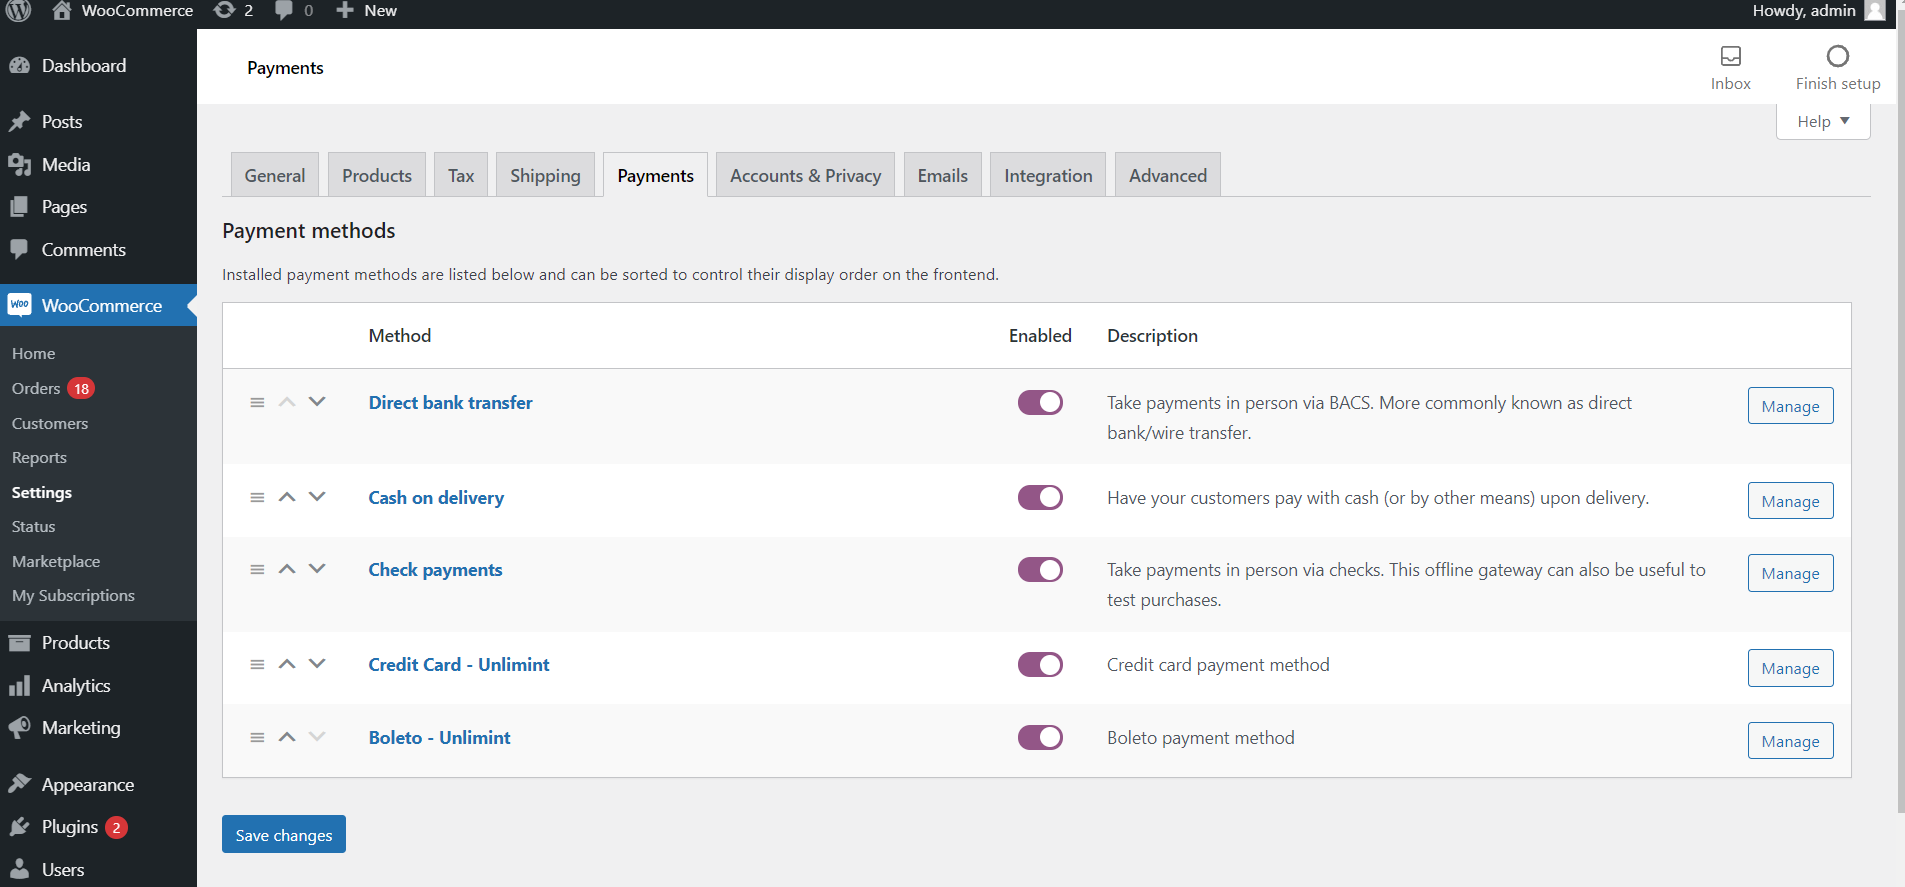 WooCommerce 2 0 New Howdy, admin
Dashboard
Posts
Media
Pages
Comments
Woo WooCommerce
Home
Orders 18
Customers
Reports
Settings
Status
Marketplace
My Subscriptions
Products
Analytics
Marketing
Appearance
Plugins 2
Users
Payments
Inbox
Finish setup
Help
General Products Tax Shipping Payments Accounts & Privacy Emails Integration Advanced
Payment methods
Installed payment methods are listed below and can be sorted to control their display order on the frontend.
Method Enabled Description
Direct bank transfer
Take payments in person via BACS. More commonly known as direct
bank/wire transfer.
Manage
Cash on delivery
Have your customers pay with cash (or by other means) upon delivery.
Manage
Check payments
Take payments in person via checks. This offline gateway can also be useful to
test purchases.
Manage
Credit Card - Unlimint
Credit card payment method
Manage
Boleto - Unlimint
Boleto payment method
Manage
Save changes